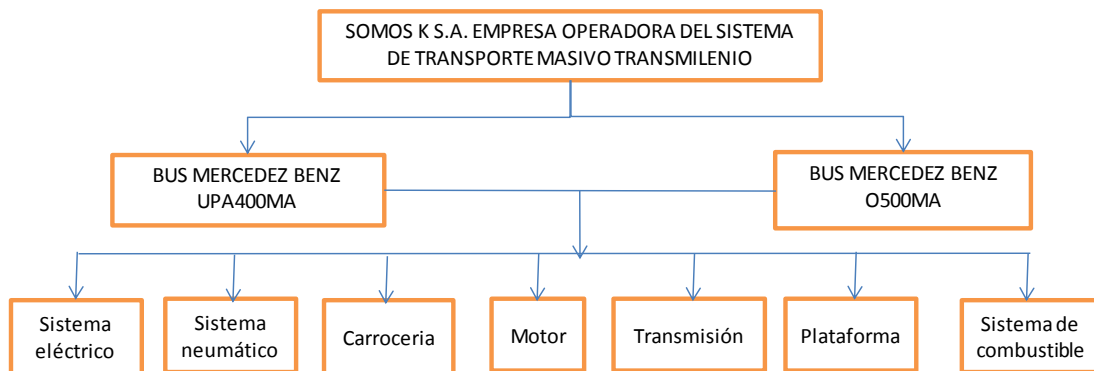 SOMOS K S.A. EMPRESA OPERADORA DEL SISTEMA
DE TRANSPORTE MASIVO TRANSMILENIO
BUS MERCEDEZ BENZ
UPA400MA
BUS MERCEDEZ BENZ
O500MA
Sistema
eléctrico
Sistema
neumático
Carroceria
Motor
Transmisión
Plataforma
Sistema de
combustible